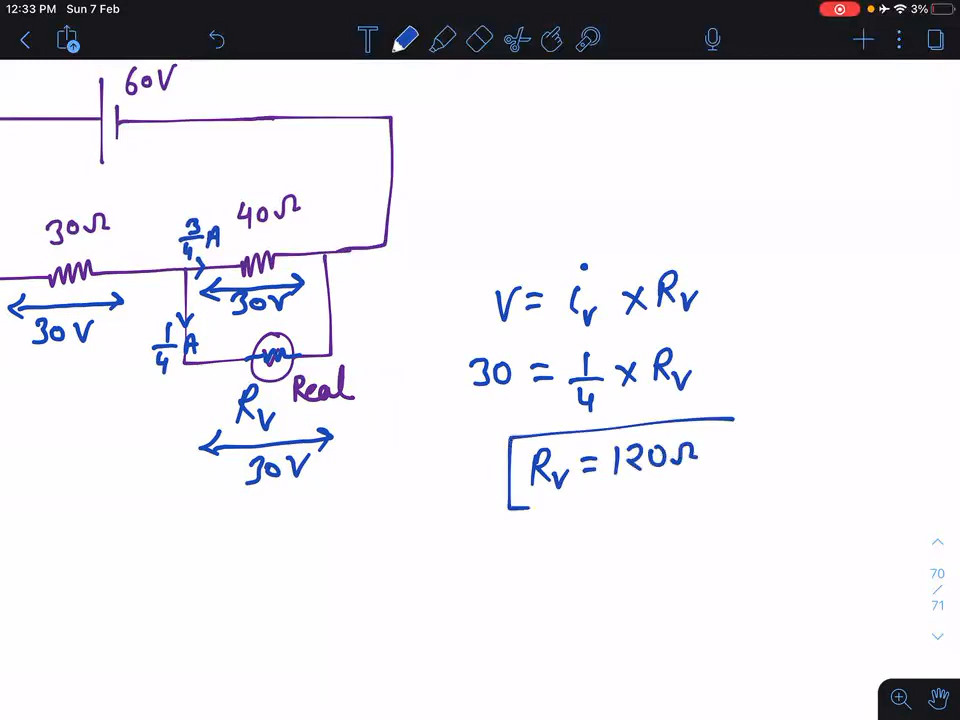 12:33 PM Sun 7 Feb
3%
T
60V
30Ω
3/4 A
40Ω
30V
30V
1/4 A
Real
R_V
30V
V = i_v × R_V
30 = 1/4 × R_V
R_V = 120Ω
70
/
71